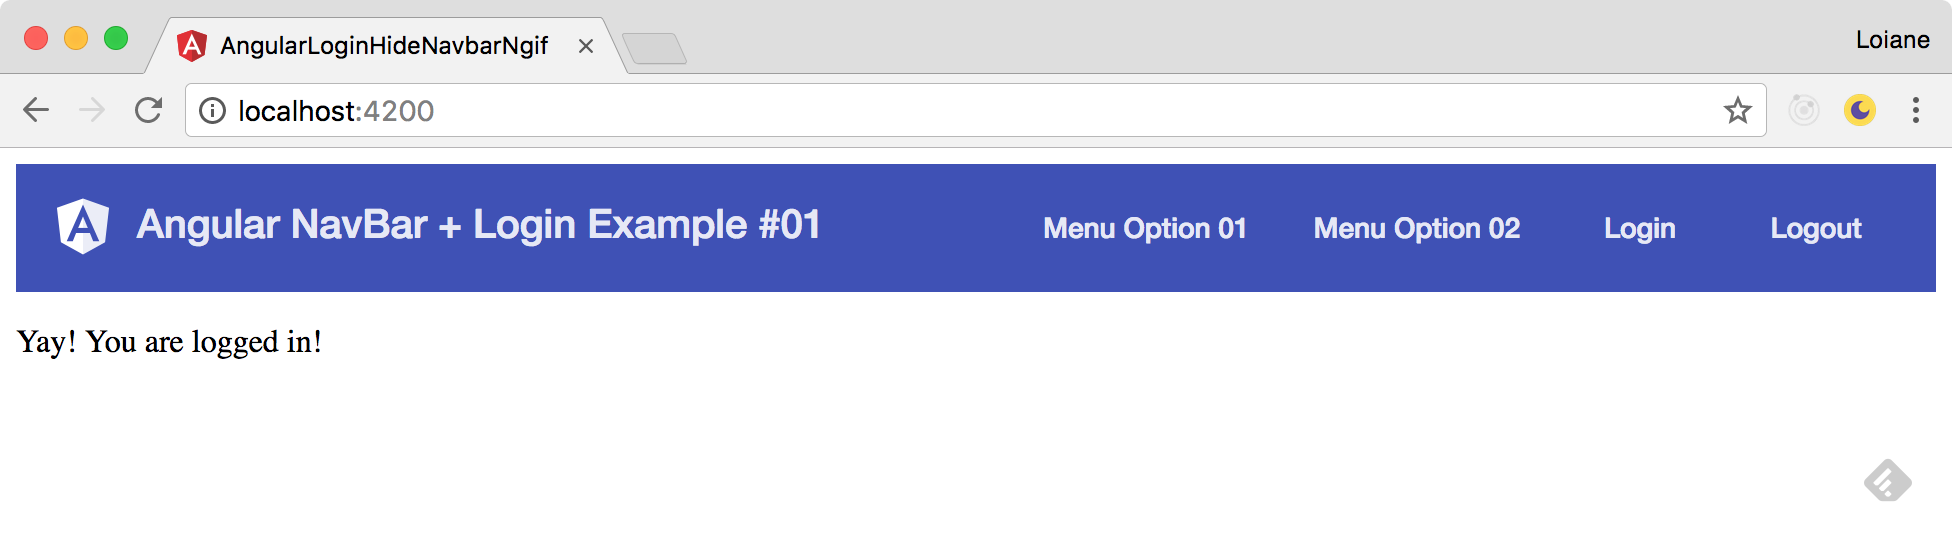 AngularLoginHideNavbarNgif
Loiane
localhost:4200
Angular NavBar + Login Example #01 Menu Option 01 Menu Option 02 Login Logout
Yay! You are logged in!